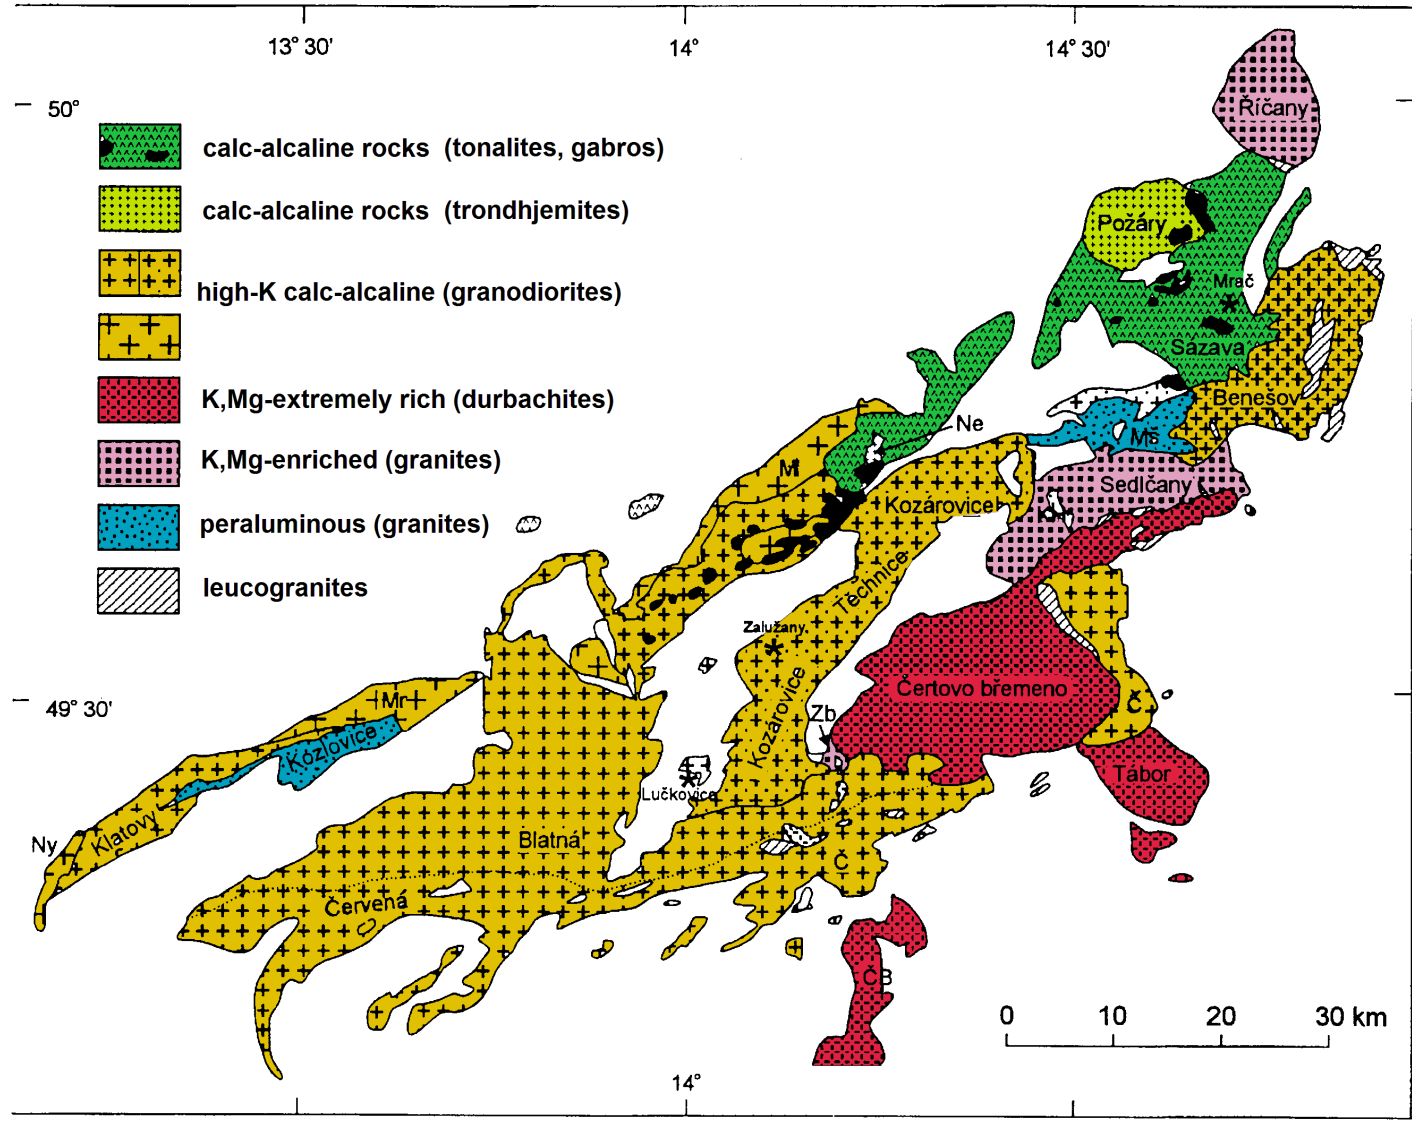 13° 30'
14°
14° 30'
50°
Říčany
calc-alcaline rocks (tonalites, gabros)
calc-alcaline rocks (trondhjemites)
Požáry
high-K calc-alcaline (granodiorites)
Mrač
Sázava
K,Mg-extremely rich (durbachites)
Benešov
Ne
Mš
K,Mg-enriched (granites)
M
Sedlčany
Kozárovice
peraluminous (granites)
leucogranites
Těchnice
Zalužany
49° 30'
Mr
Čertovo břemeno
Č
Zb
Kozárovice
Kozlovice
Tábor
Lučkovice
Klatovy
Ny
Blatná
Č
Červená
ČB
0 10 20 30 km
14°